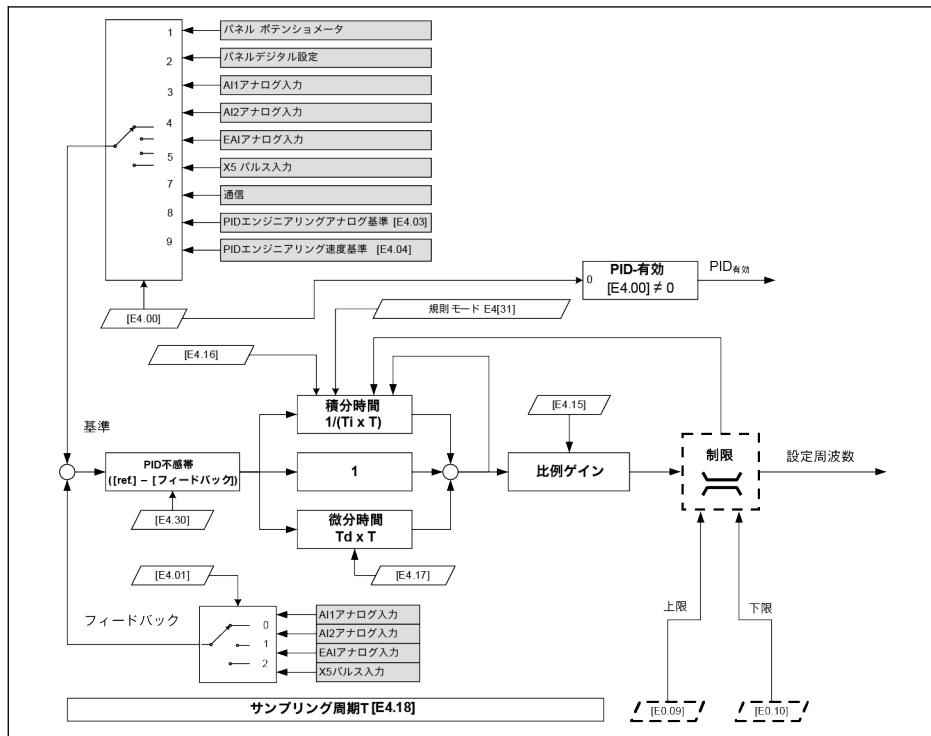 1 パネル ポテンショメータ
2 パネルデジタル設定
3 AI1アナログ入力
4 AI2アナログ入力
EAIアナログ入力
5 X5 パルス入力
7 通信
8 PIDエンジニアリングアナログ基準 [E4.03]
9 PIDエンジニアリング速度基準 [E4.04]
0 PID-有効
[E4.00] ≠ 0
PID有効
[E4.00]
規則 モード E4[31]
[E4.16]
積分時間
1/(Ti x T)
[E4.15]
基準
PID不感帯
([ref.] – [フィードバック])
1
比例ゲイン
制限
設定周波数
[E4.30]
微分時間
Td x T
[E4.01]
[E4.17]
フィードバック
0 AI1アナログ入力
AI2アナログ入力
1 EAIアナログ入力
2 X5パルス入力
上限
下限
サンプリング周期T [E4.18]
[E0.09]
[E0.10]